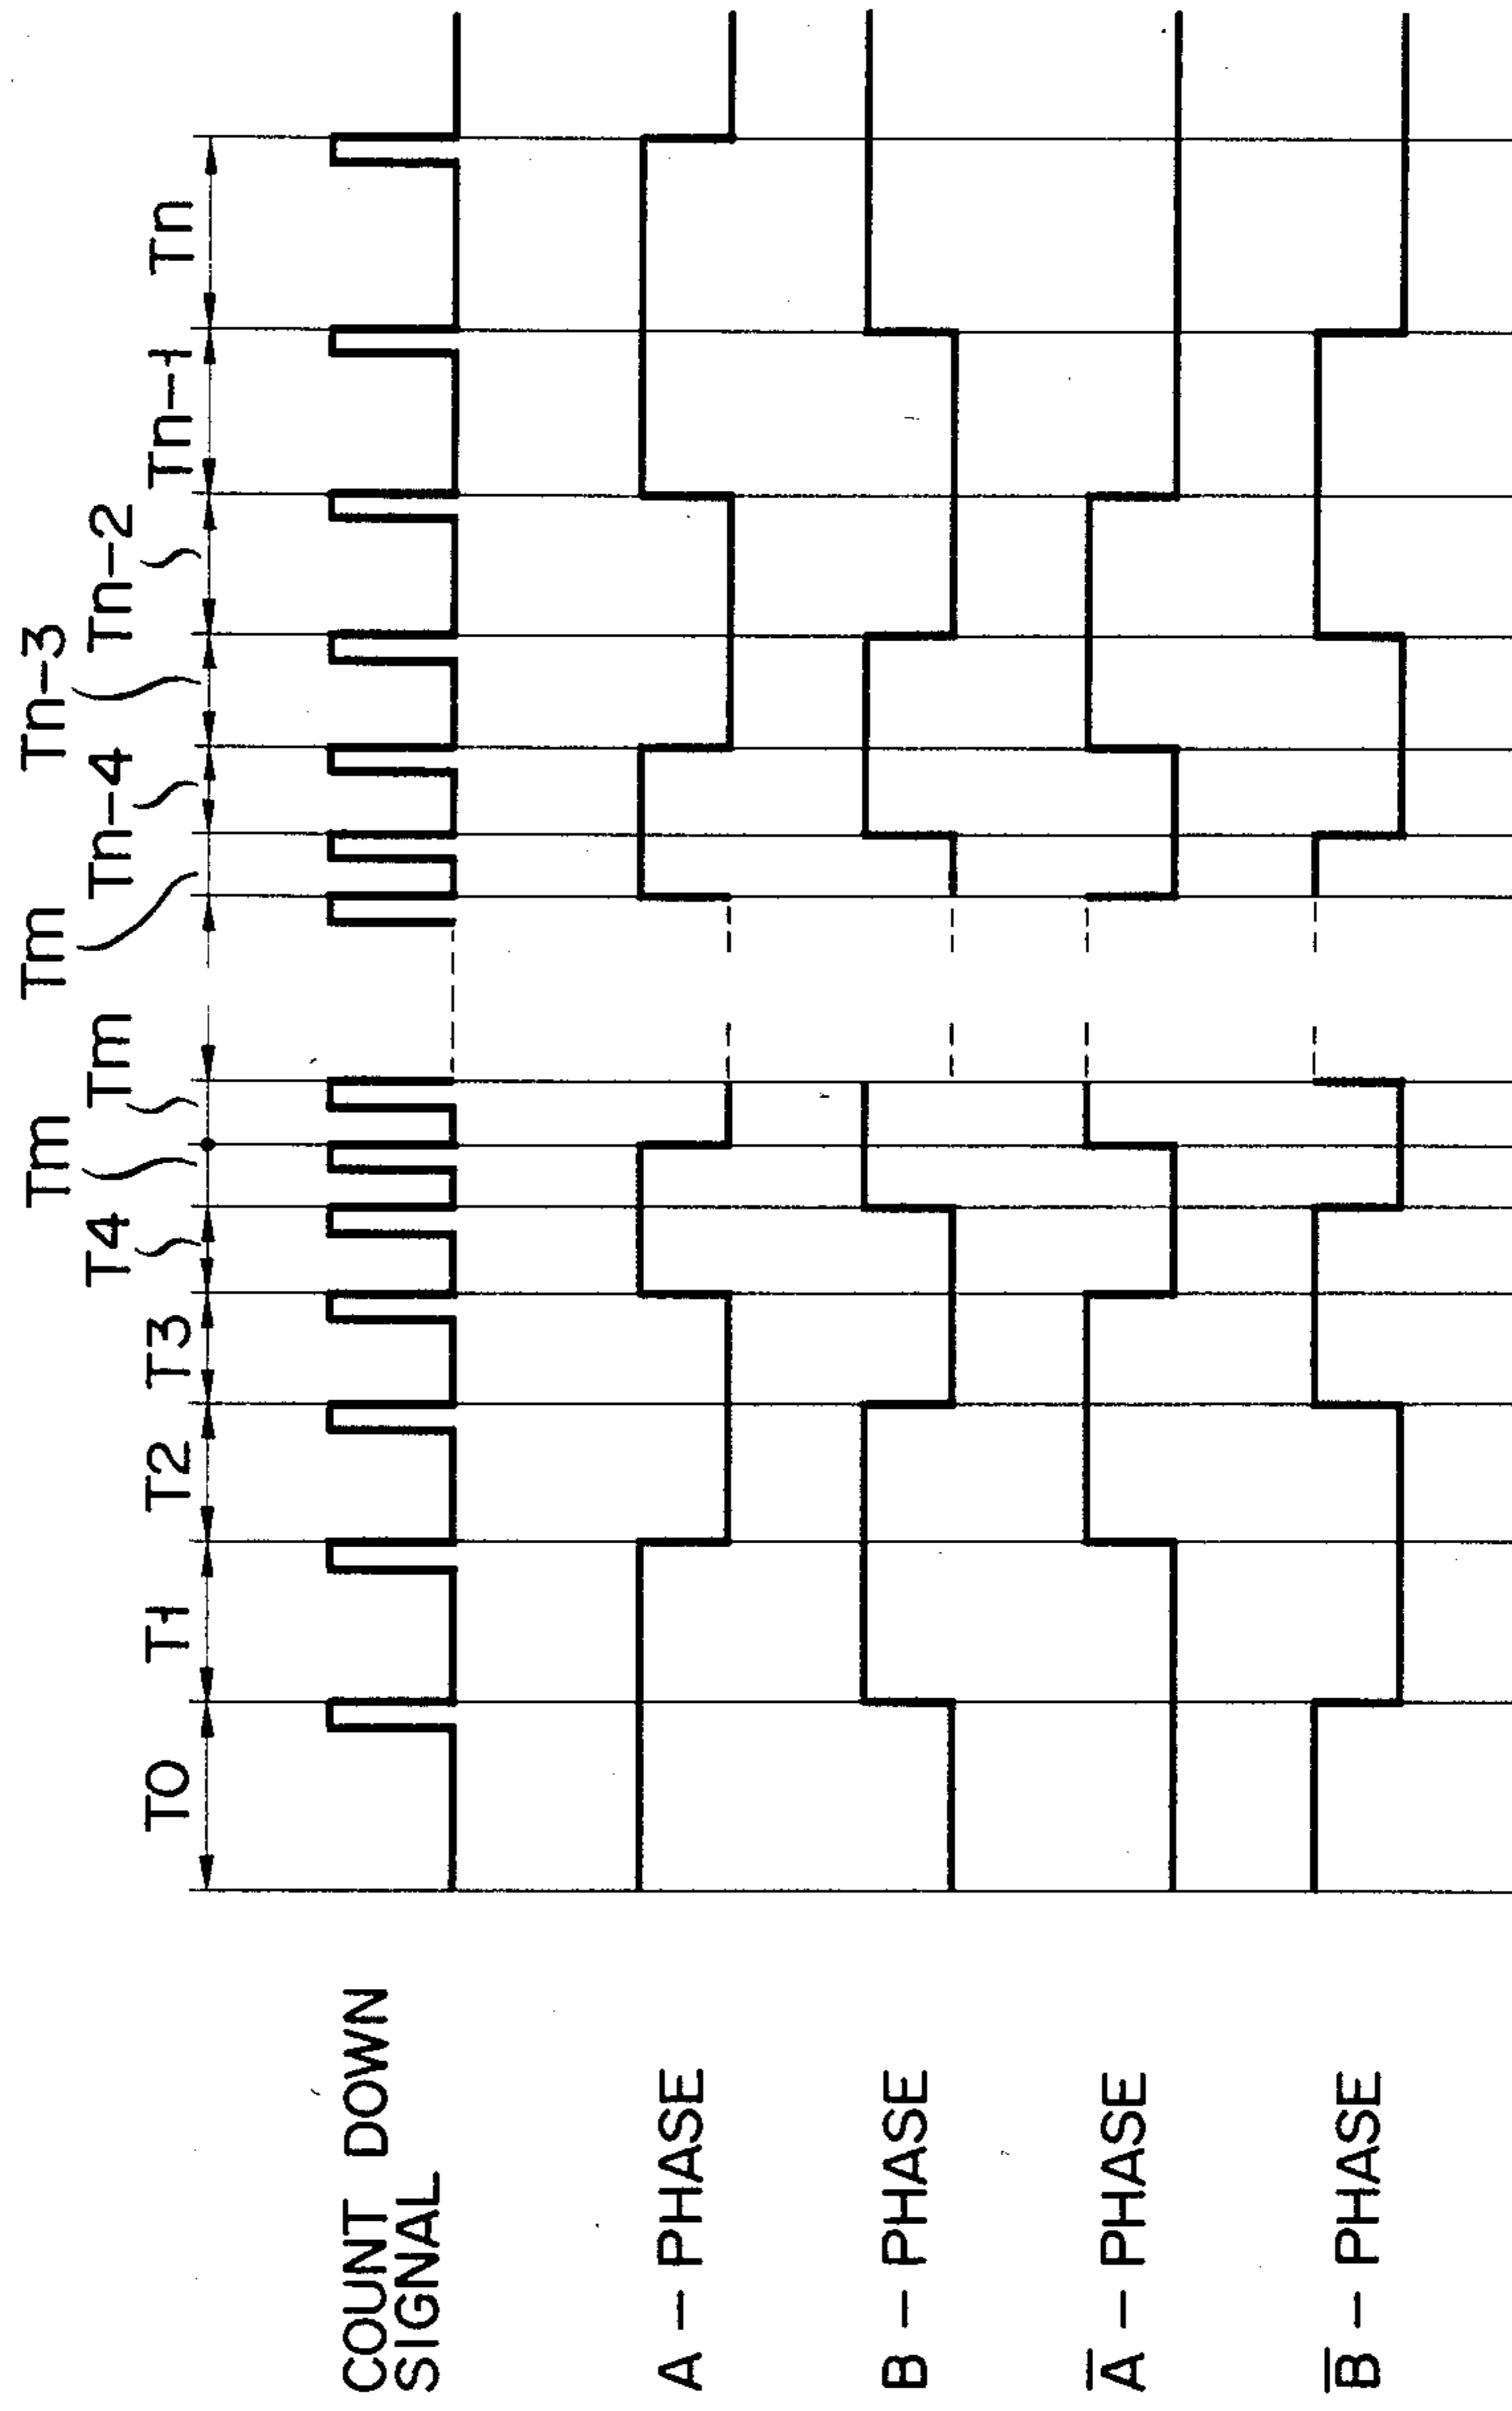 T0 T1 T2 T3 T4 Tm Tm Tm Tn-4 Tn-3 Tn-2 Tn-1 Tn
COUNT DOWN
SIGNAL
A - PHASE
B - PHASE
A̅ - PHASE
B̅ - PHASE